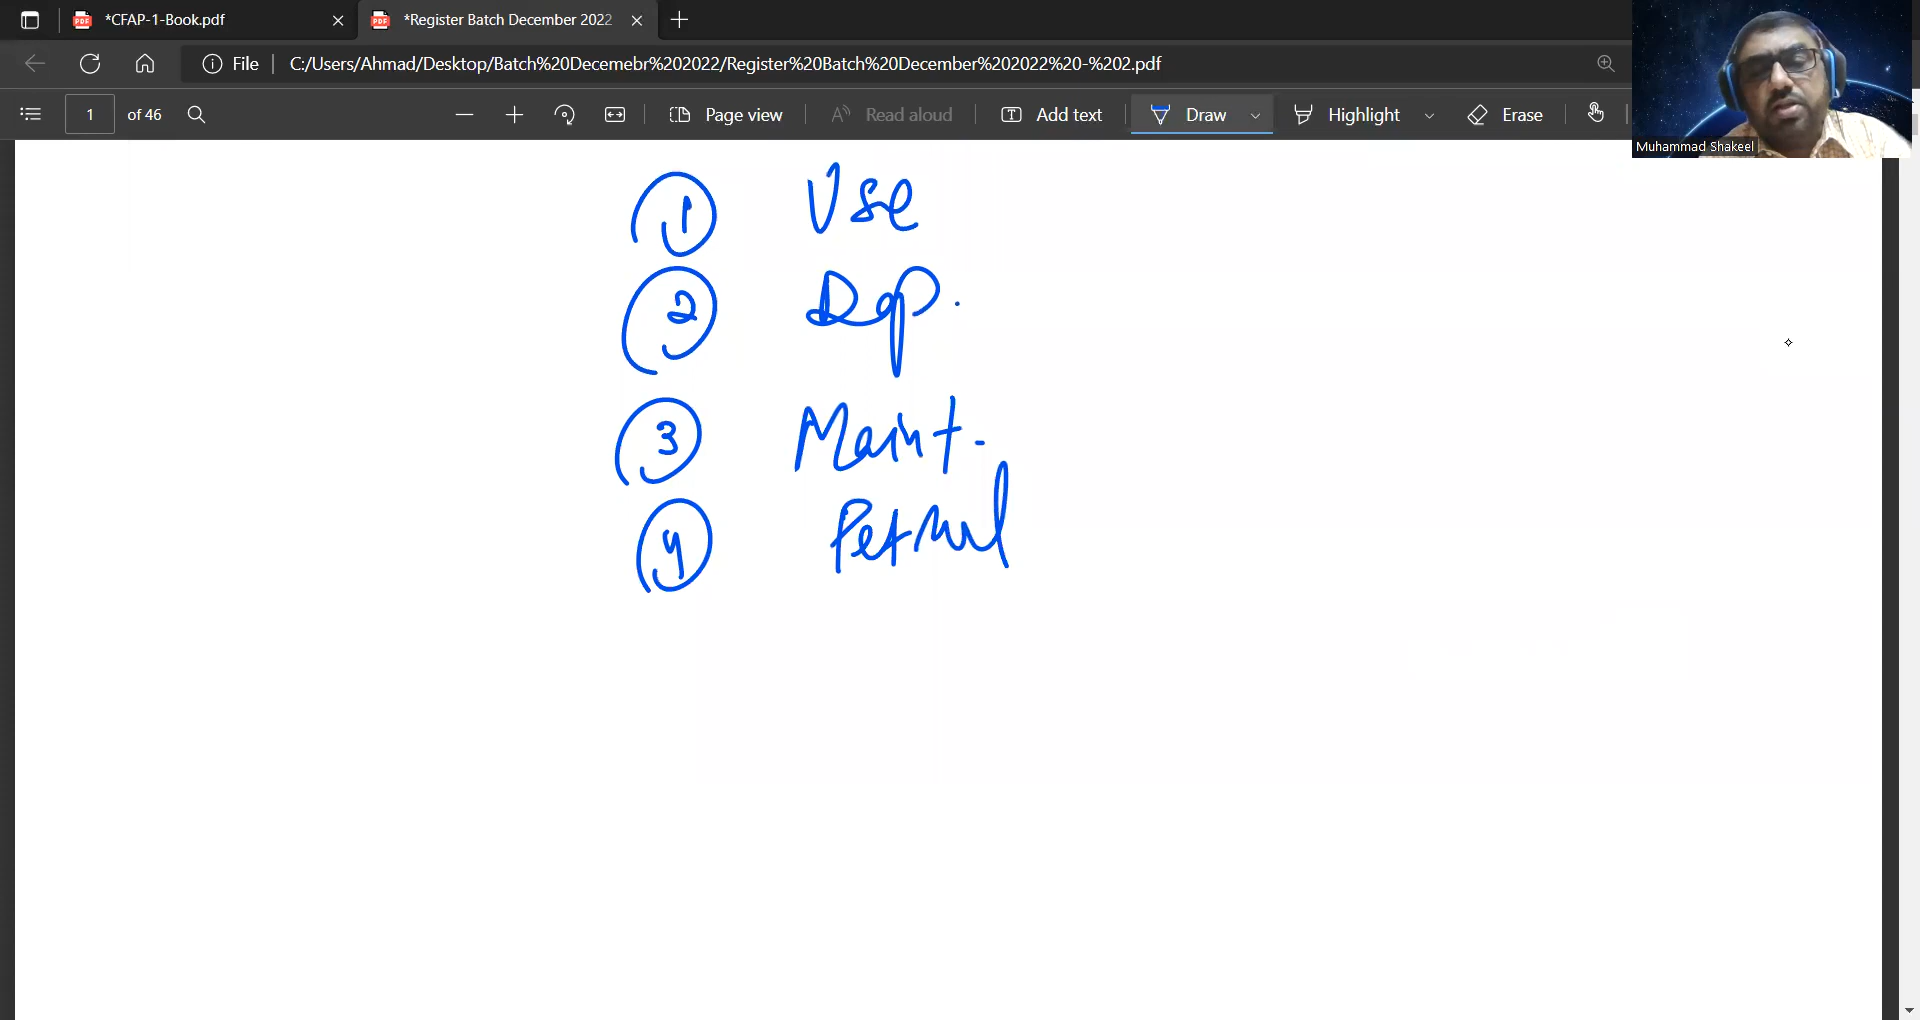 *CFAP-1-Book.pdf
*Register Batch December 2022
File
C:/Users/Ahmad/Desktop/Batch%20Decemebr%202022/Register%20Batch%20December%202022%20-%202.pdf
1 of 46
Page view
Read aloud
Add text
Draw
Highlight
Erase
Muhammad Shakeel
1 Use
2 Dep.
3 Maint.
4 Petrol